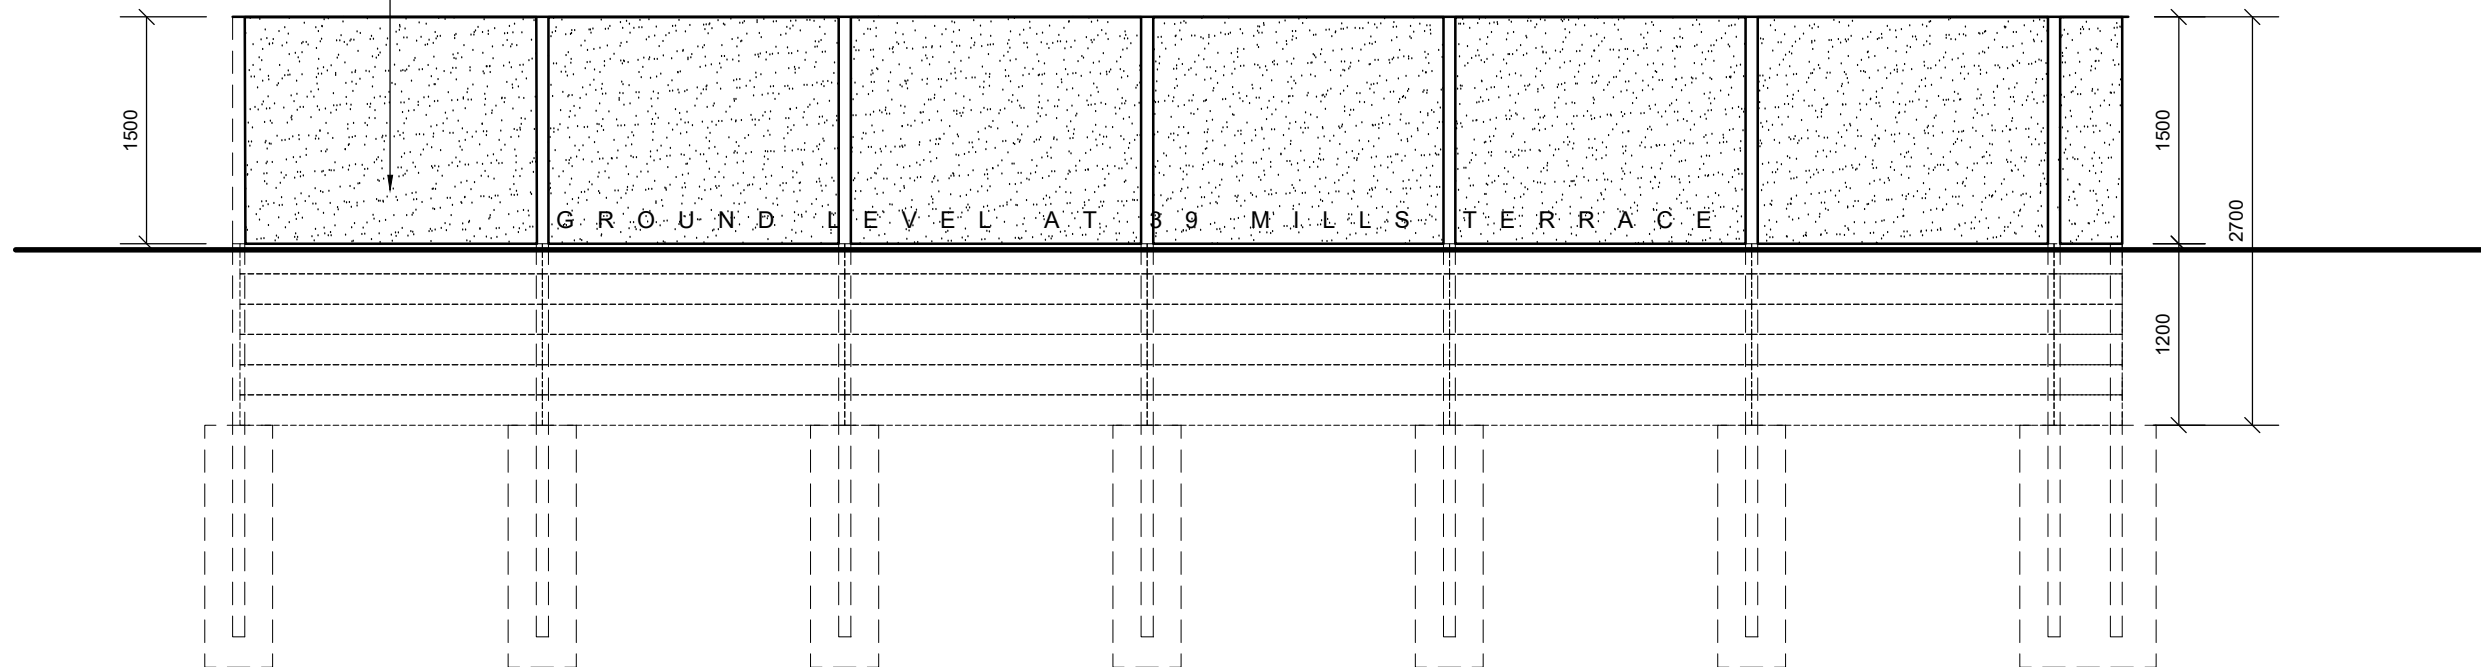 1500
GROUND LEVEL AT 39 MILLS TERRACE
1500
2700
1200